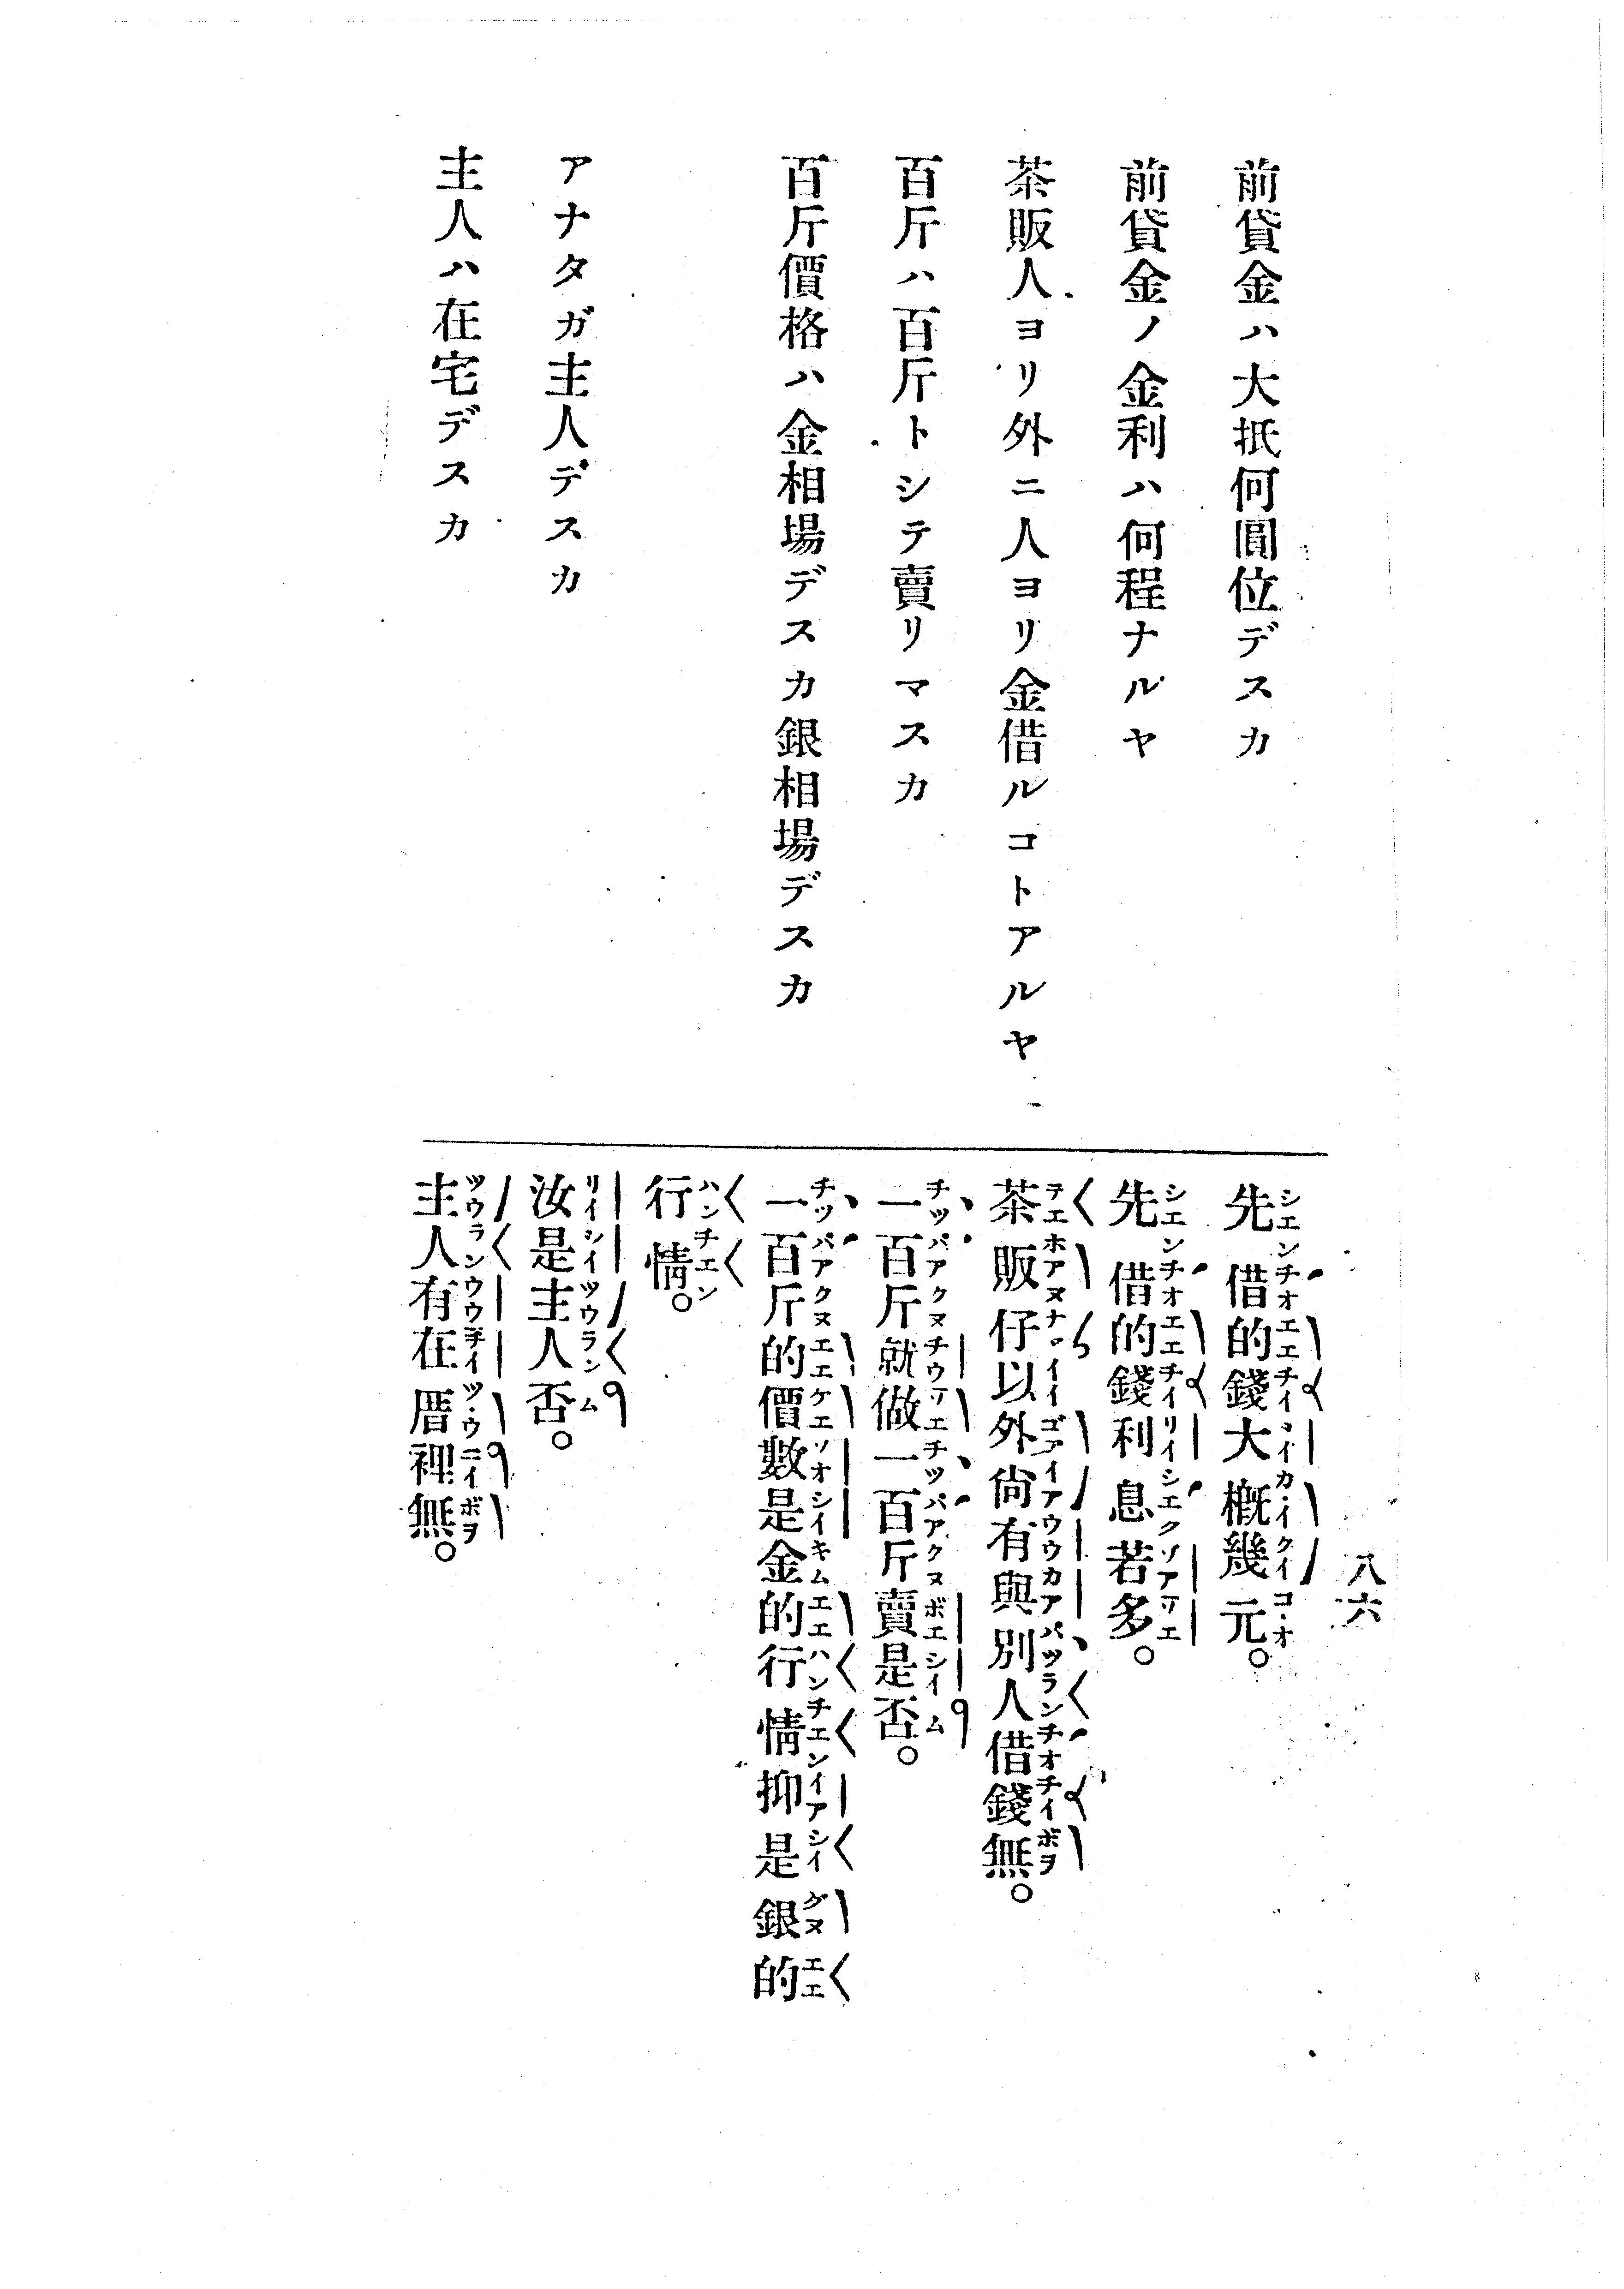 八六
前貸金ハ大抵何圓位デスカ
先借的錢大概幾元。
前貸金ノ金利ハ何程ナルヤ
先借的錢利息若多。
茶販人ヨリ外ニ人ヨリ金借ルコトアルヤ
茶販仔以外尙有與別人借錢無。
百斤ハ百斤トシテ賣リマスカ
一百斤就做一百斤賣是否。
百斤價格ハ金相場デスカ銀相場デスカ
一百斤的價數是金的行情抑是銀的
行情。
アナタガ主人デスカ
汝是主人否。
主人ハ在宅デスカ
主人有在厝裡無。